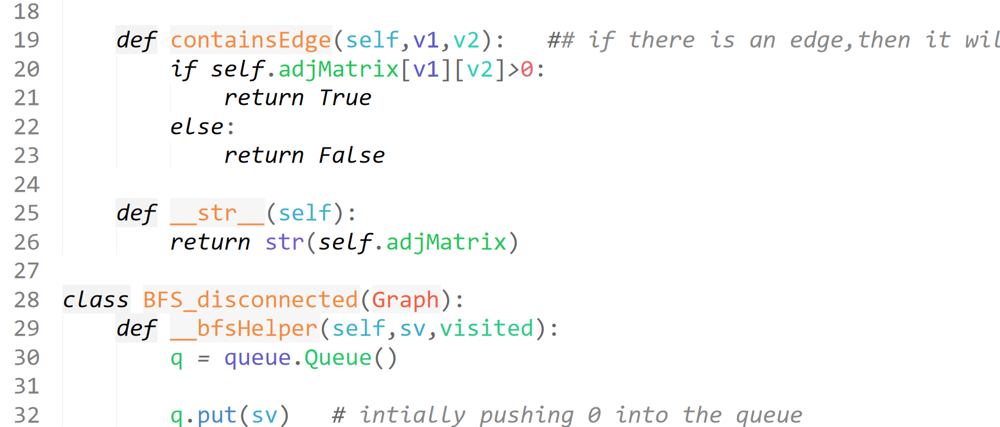 18
19 def containsEdge(self,v1,v2): ## if there is an edge,then it wil
20 if self.adjMatrix[v1][v2]>0:
21 return True
22 else:
23 return False
24
25 def __str__(self):
26 return str(self.adjMatrix)
27
28 class BFS_disconnected(Graph):
29 def __bfsHelper(self,sv,visited):
30 q = queue.Queue()
31
32 q.put(sv) # intially pushing 0 into the queue